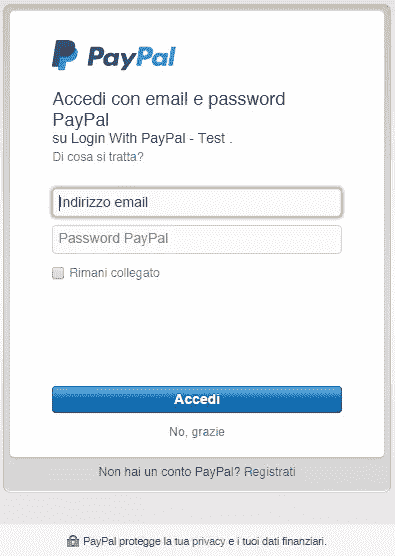 PayPal
Accedi con email e password
PayPal
su Login With PayPal - Test .
Di cosa si tratta?
Indirizzo email
Password PayPal
Rimani collegato
Accedi
No, grazie
Non hai un conto PayPal? Registrati
PayPal protegge la tua privacy e i tuoi dati finanziari.